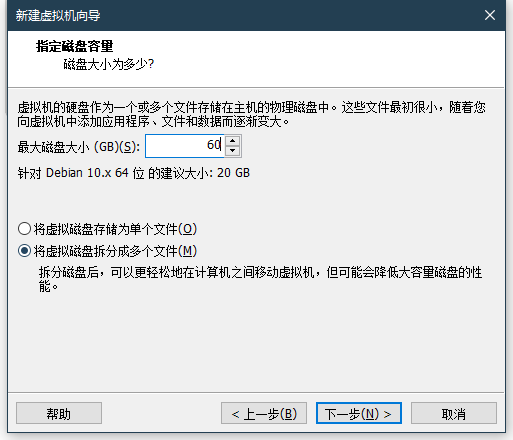 新建虚拟机向导
指定磁盘容量
磁盘大小为多少?
虚拟机的硬盘作为一个或多个文件存储在主机的物理磁盘中。这些文件最初很小，随着您
向虚拟机中添加应用程序、文件和数据而逐渐变大。
最大磁盘大小 (GB)(S): 60
针对 Debian 10.x 64 位 的建议大小: 20 GB
将虚拟磁盘存储为单个文件(O)
将虚拟磁盘拆分成多个文件(M)
拆分磁盘后，可以更轻松地在计算机之间移动虚拟机，但可能会降低大容量磁盘的性
能。
帮助 < 上一步(B) 下一步(N) > 取消